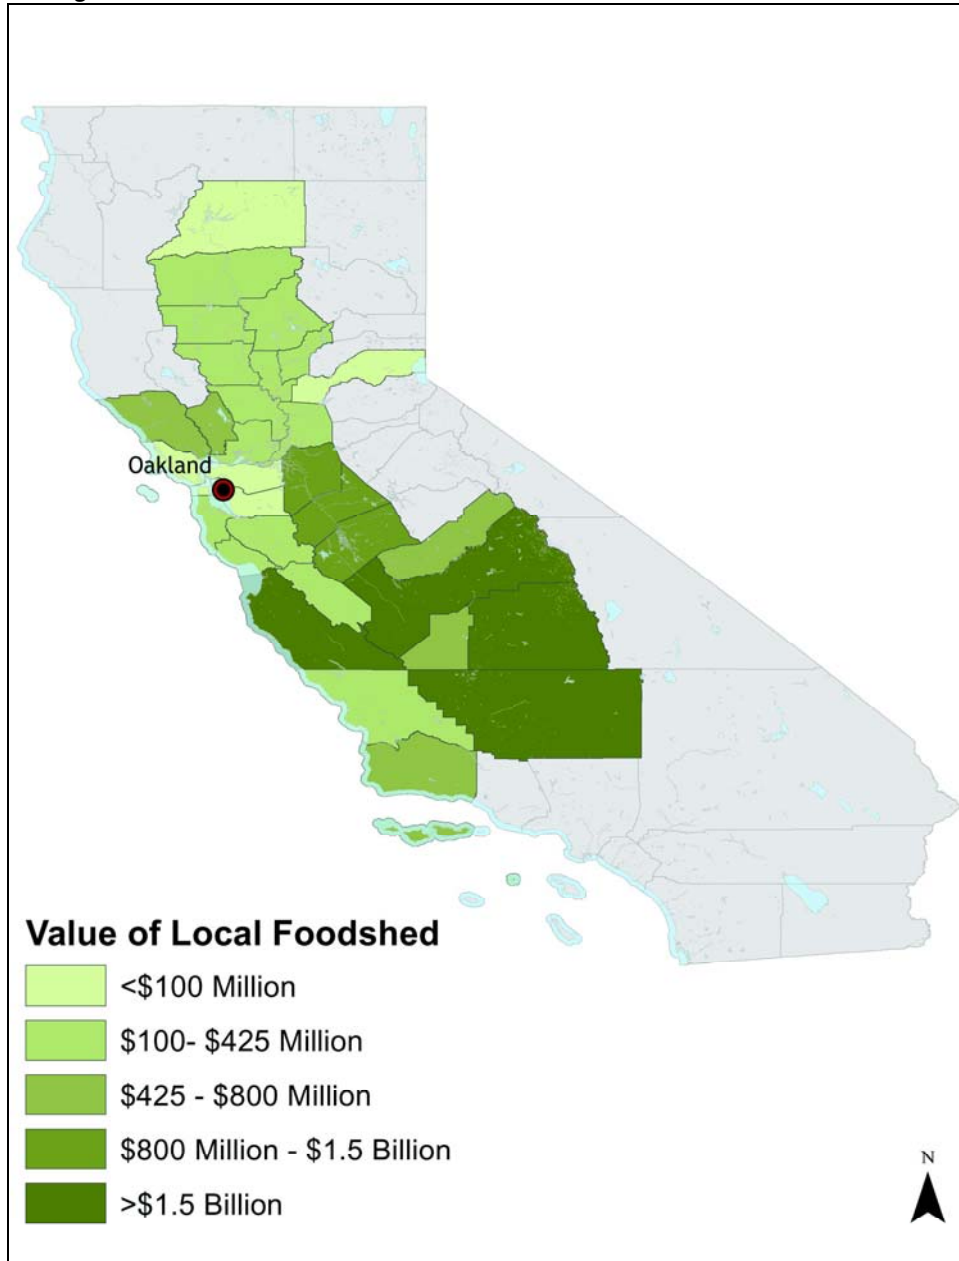 Oakland
Value of Local Foodshed
<$100 Million
$100- $425 Million
$425 - $800 Million
$800 Million - $1.5 Billion
>$1.5 Billion
N